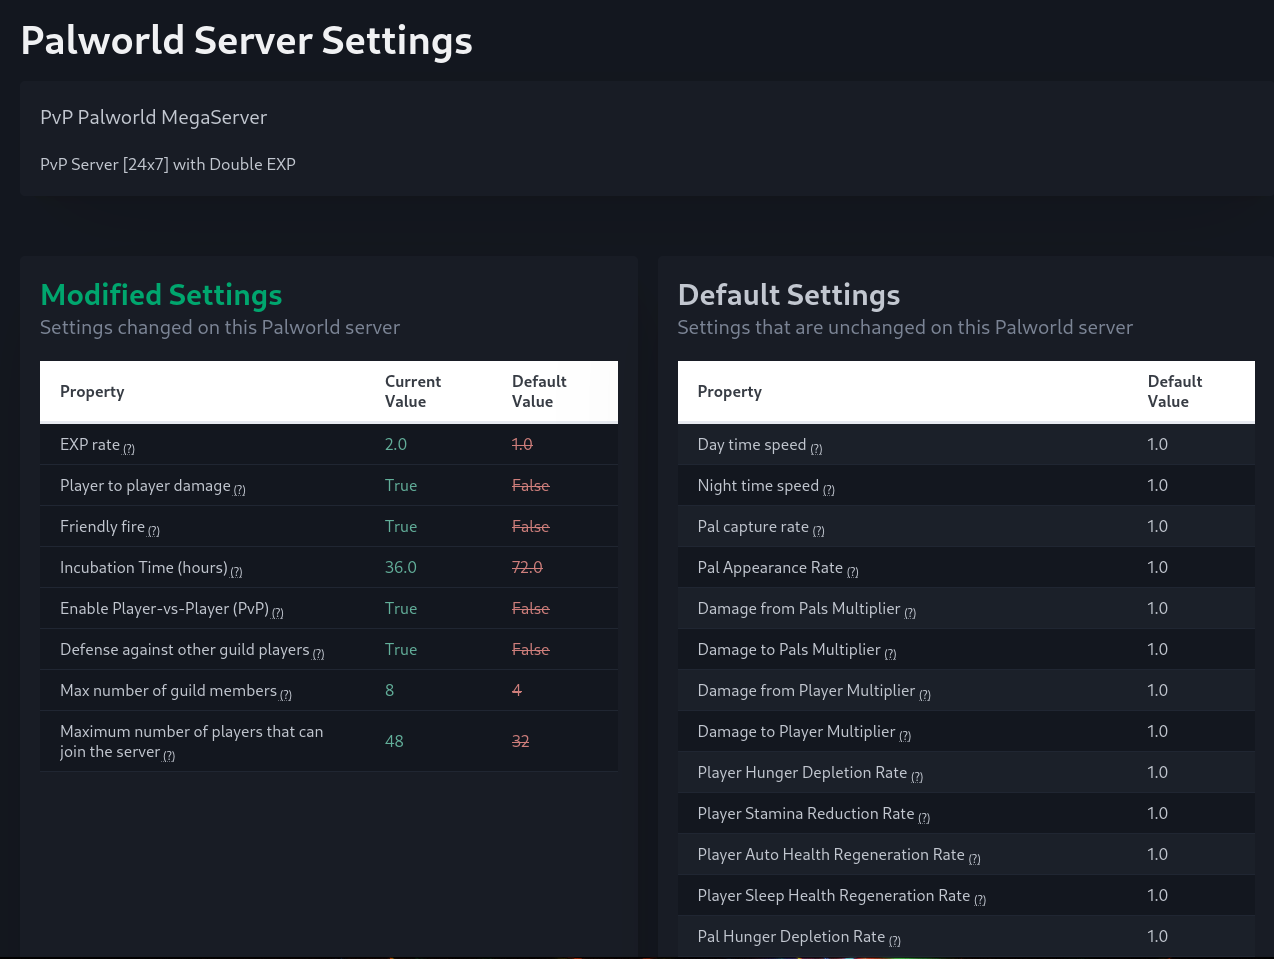 Palworld Server Settings
PvP Palworld MegaServer
PvP Server [24x7] with Double EXP
Modified Settings
Settings changed on this Palworld server
Property Current Value Default Value
EXP rate (?) 2.0 1.0
Player to player damage (?) True False
Friendly fire (?) True False
Incubation Time (hours) (?) 36.0 72.0
Enable Player-vs-Player (PvP) (?) True False
Defense against other guild players (?) True False
Max number of guild members (?) 8 4
Maximum number of players that can
join the server (?) 48 32
Default Settings
Settings that are unchanged on this Palworld server
Property Default Value
Day time speed (?) 1.0
Night time speed (?) 1.0
Pal capture rate (?) 1.0
Pal Appearance Rate (?) 1.0
Damage from Pals Multiplier (?) 1.0
Damage to Pals Multiplier (?) 1.0
Damage from Player Multiplier (?) 1.0
Damage to Player Multiplier (?) 1.0
Player Hunger Depletion Rate (?) 1.0
Player Stamina Reduction Rate (?) 1.0
Player Auto Health Regeneration Rate (?) 1.0
Player Sleep Health Regeneration Rate (?) 1.0
Pal Hunger Depletion Rate (?) 1.0